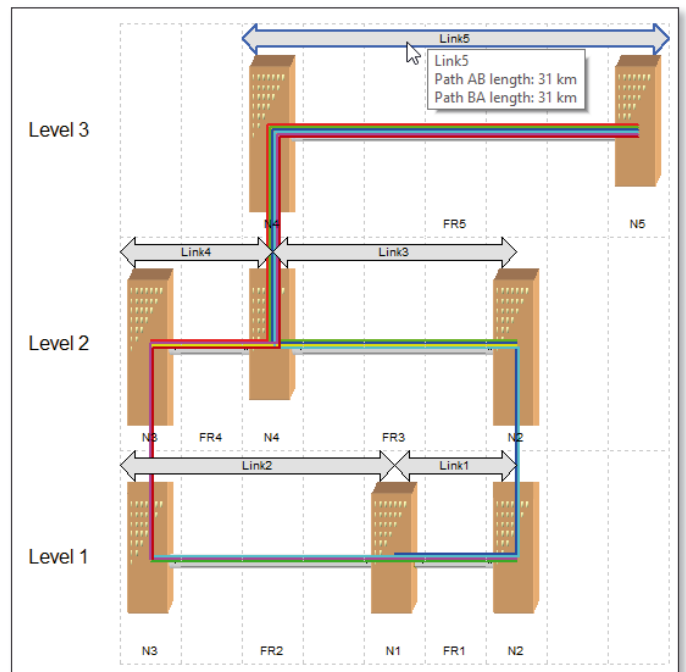 Link5
Link5
Path AB length: 31 km
Path BA length: 31 km
Level 3
N4 FR5 N5
Link4 Link3
Level 2
N3 FR4 N4 FR3 N2
Link2 Link1
Level 1
N3 FR2 N1 FR1 N2